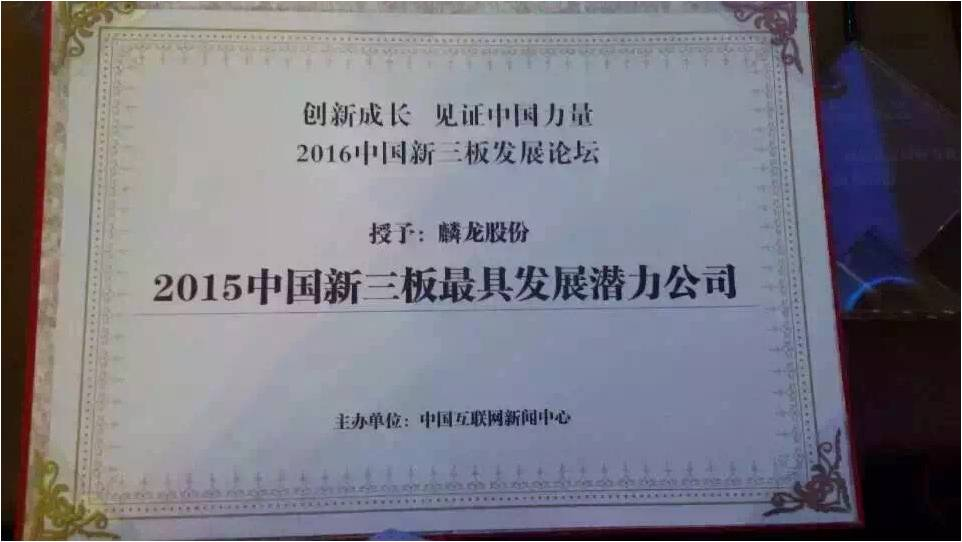 创新成长 见证中国力量
2016中国新三板发展论坛
授予：麟龙股份
2015中国新三板最具发展潜力公司
主办单位：中国互联网新闻中心